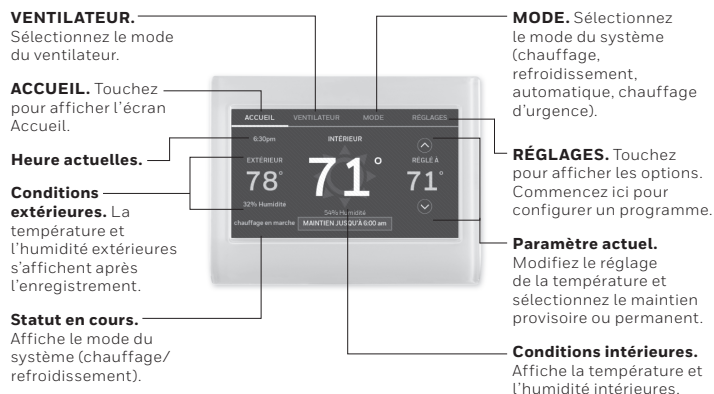 VENTILATEUR.
Sélectionnez le mode
du ventilateur.
ACCUEIL. Touchez
pour afficher l'écran
Accueil.
Heure actuelles.
Conditions
extérieures. La
température et
l'humidité extérieures
s'affichent après
l'enregistrement.
Statut en cours.
Affiche le mode du
système (chauffage/
refroidissement).
ACCUEIL VENTILATEUR MODE RÉGLAGES
6:30pm INTÉRIEUR
EXTÉRIEUR RÉGLÉ À
78° 71° 71°
32% Humidité
54% Humidité
chauffage en marche MAINTIEN JUSQU'À 6:00 am
MODE. Sélectionnez
le mode du système
(chauffage,
refroidissement,
automatique, chauffage
d'urgence).
RÉGLAGES. Touchez
pour afficher les options.
Commencez ici pour
configurer un programme.
Paramètre actuel.
Modifiez le réglage
de la température et
sélectionnez le maintien
provisoire ou permanent.
Conditions intérieures.
Affiche la température et
l'humidité intérieures.